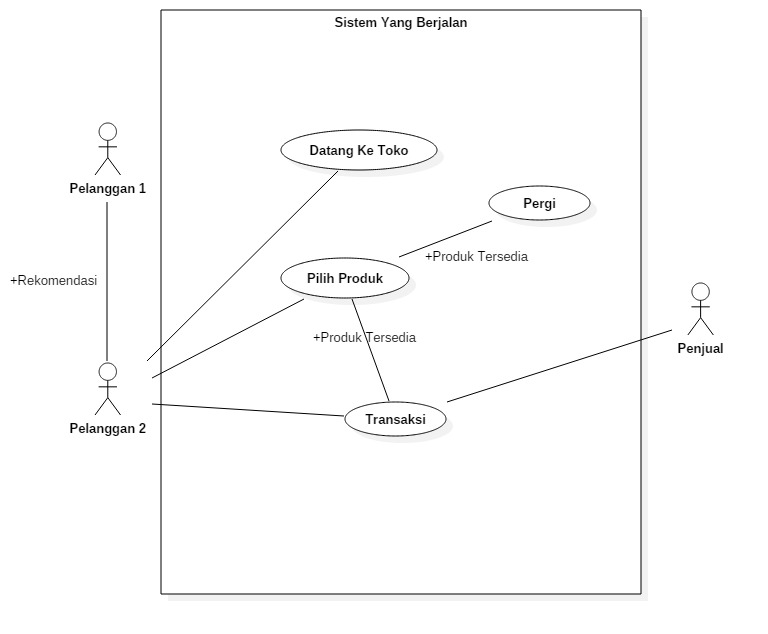 Sistem Yang Berjalan
Datang Ke Toko
Pelanggan 1
Pergi
+Produk Tersedia
Pilih Produk
+Rekomendasi
+Produk Tersedia
Penjual
Transaksi
Pelanggan 2